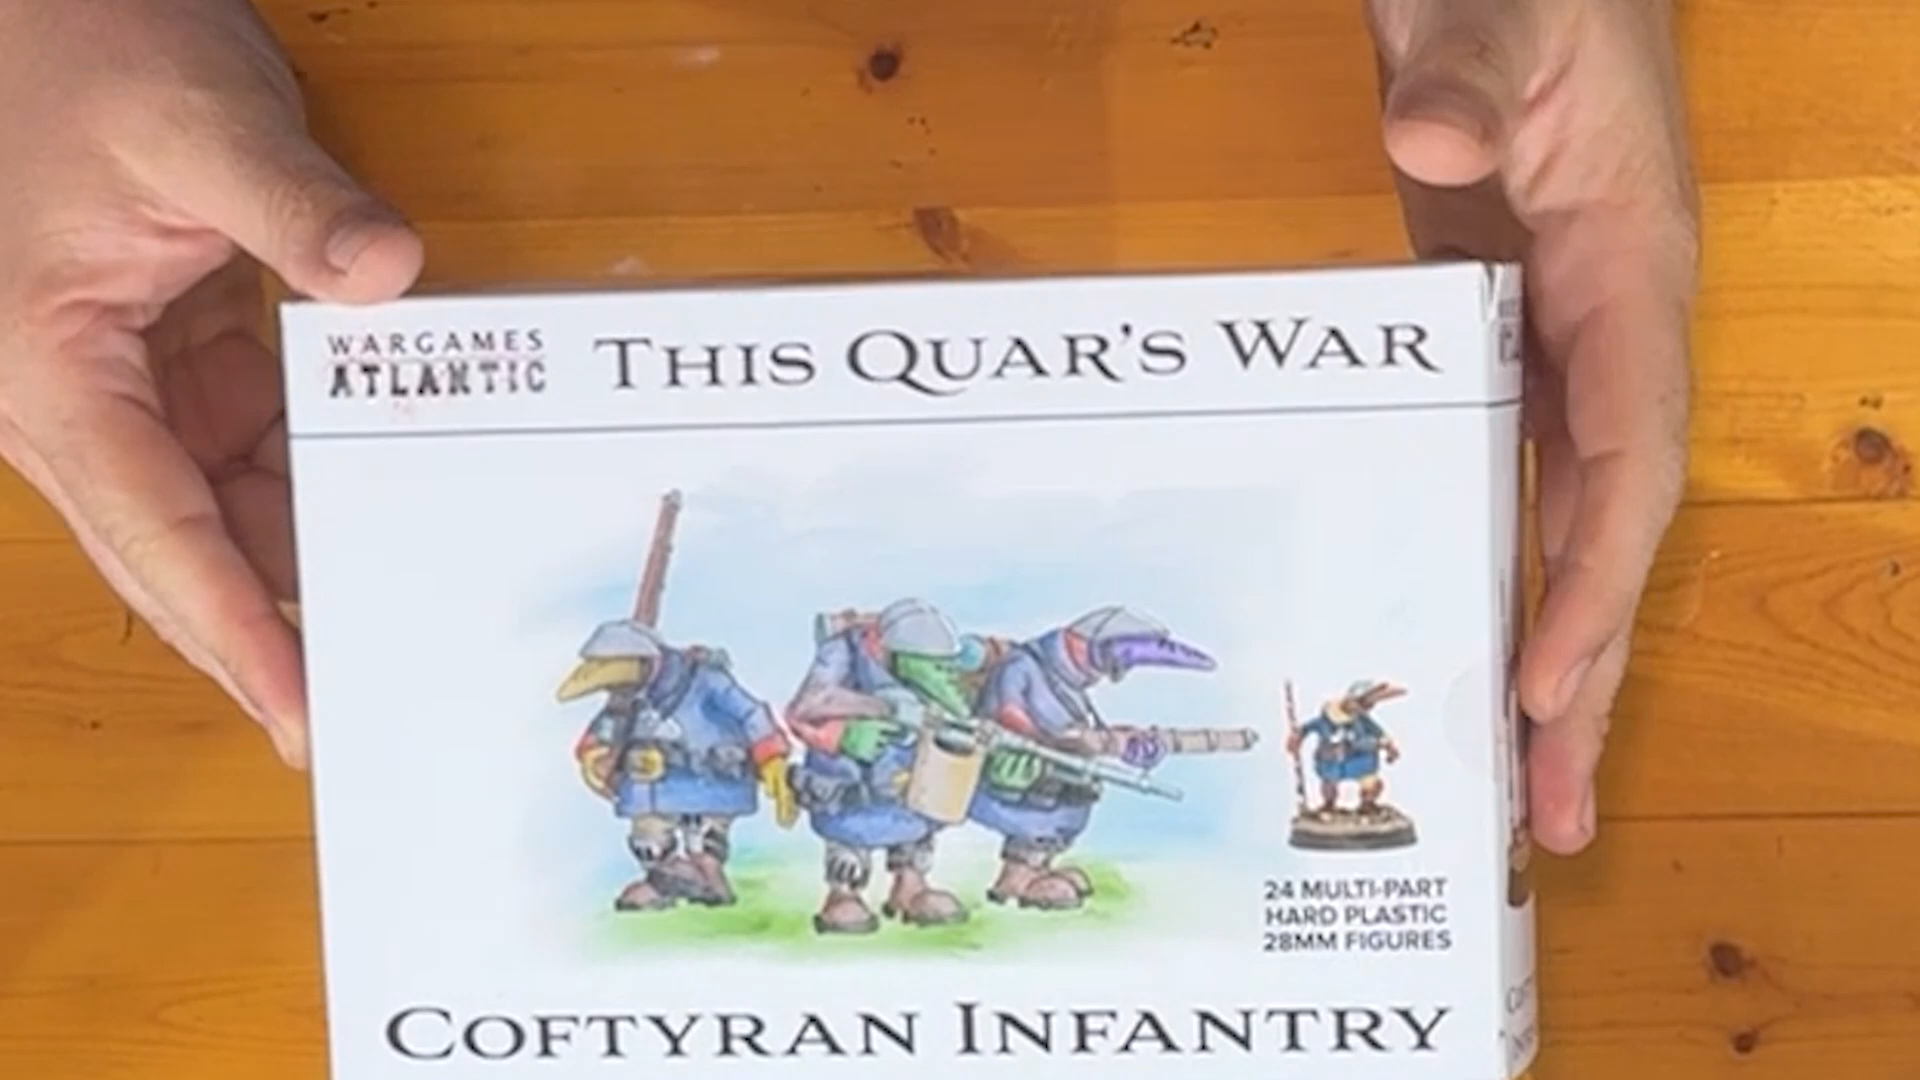 WARGAMES
ATLANTIC
THIS QUAR'S WAR
24 MULTI-PART
HARD PLASTIC
28MM FIGURES
COFTYRAN INFANTRY